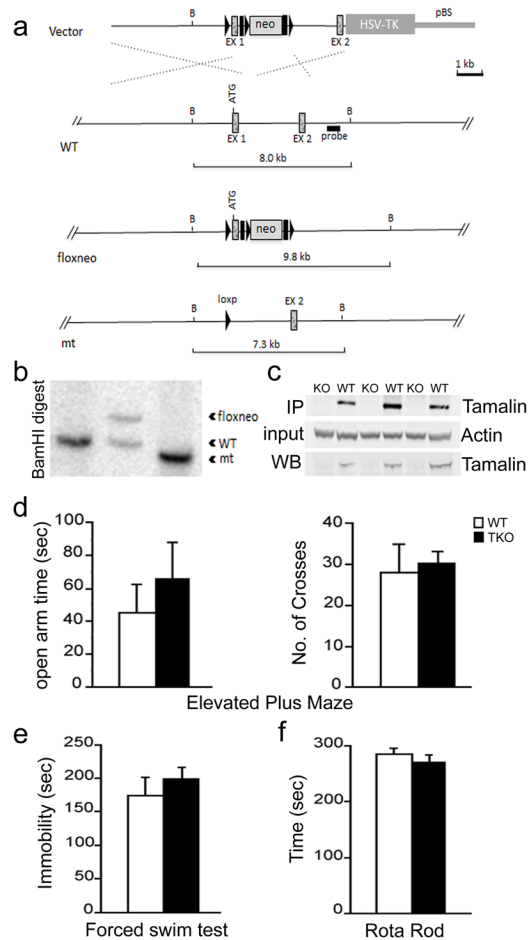 a
B
neo
B
HSV-TK
pBS
Vector
EX 1
EX 2
1 kb
ATG
B
B
EX 1
EX 2
probe
WT
8.0 kb
ATG
B
B
neo
floxneo
9.8 kb
loxp
EX 2
B
B
mt
7.3 kb
b
BamHI digest
floxneo
WT
mt
c
KO WT KO WT KO WT
IP Tamalin
input Actin
WB Tamalin
d
open arm time (sec)
100
80
60
40
20
0
No. of Crosses
40
30
20
10
0
WT
TKO
Elevated Plus Maze
e
Immobility (sec)
250
200
150
100
50
0
Forced swim test
f
Time (sec)
300
200
100
0
Rota Rod